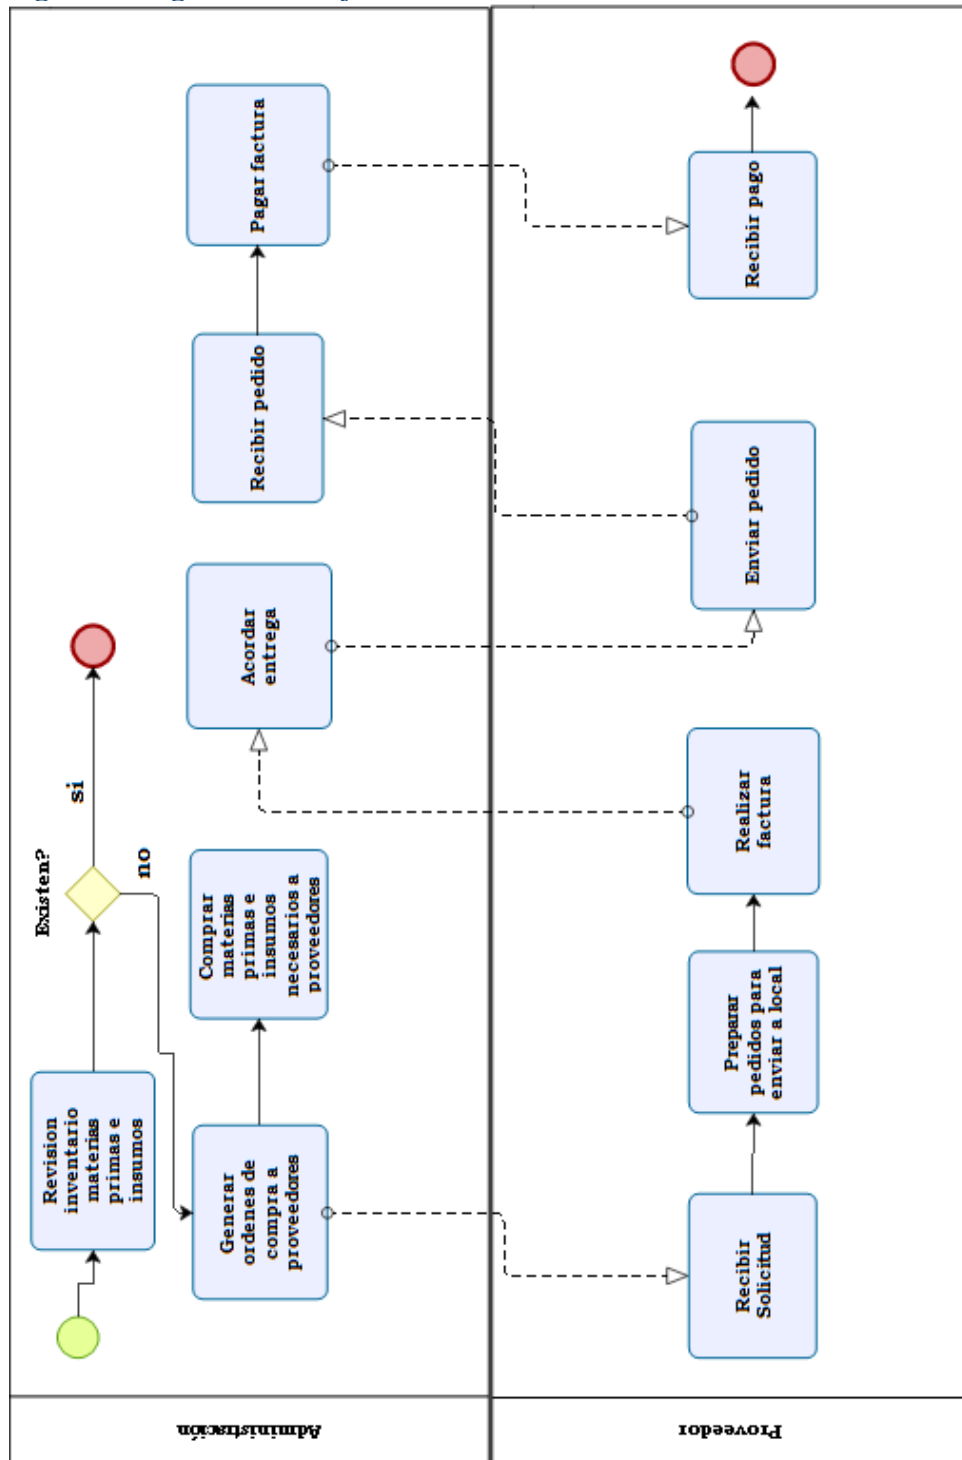 Administración
Existen?
si
no
Revision
inventario
materias
primas e
insumos
Generar
ordenes de
compra a
proveedores
Comprar
materias
primas e
insumos
necesarios a
proveedores
Acordar
entrega
Recibir pedido
Pagar factura
Proveedor
Recibir
Solicitud
Preparar
pedidos para
enviar a local
Realizar
factura
Enviar pedido
Recibir pago